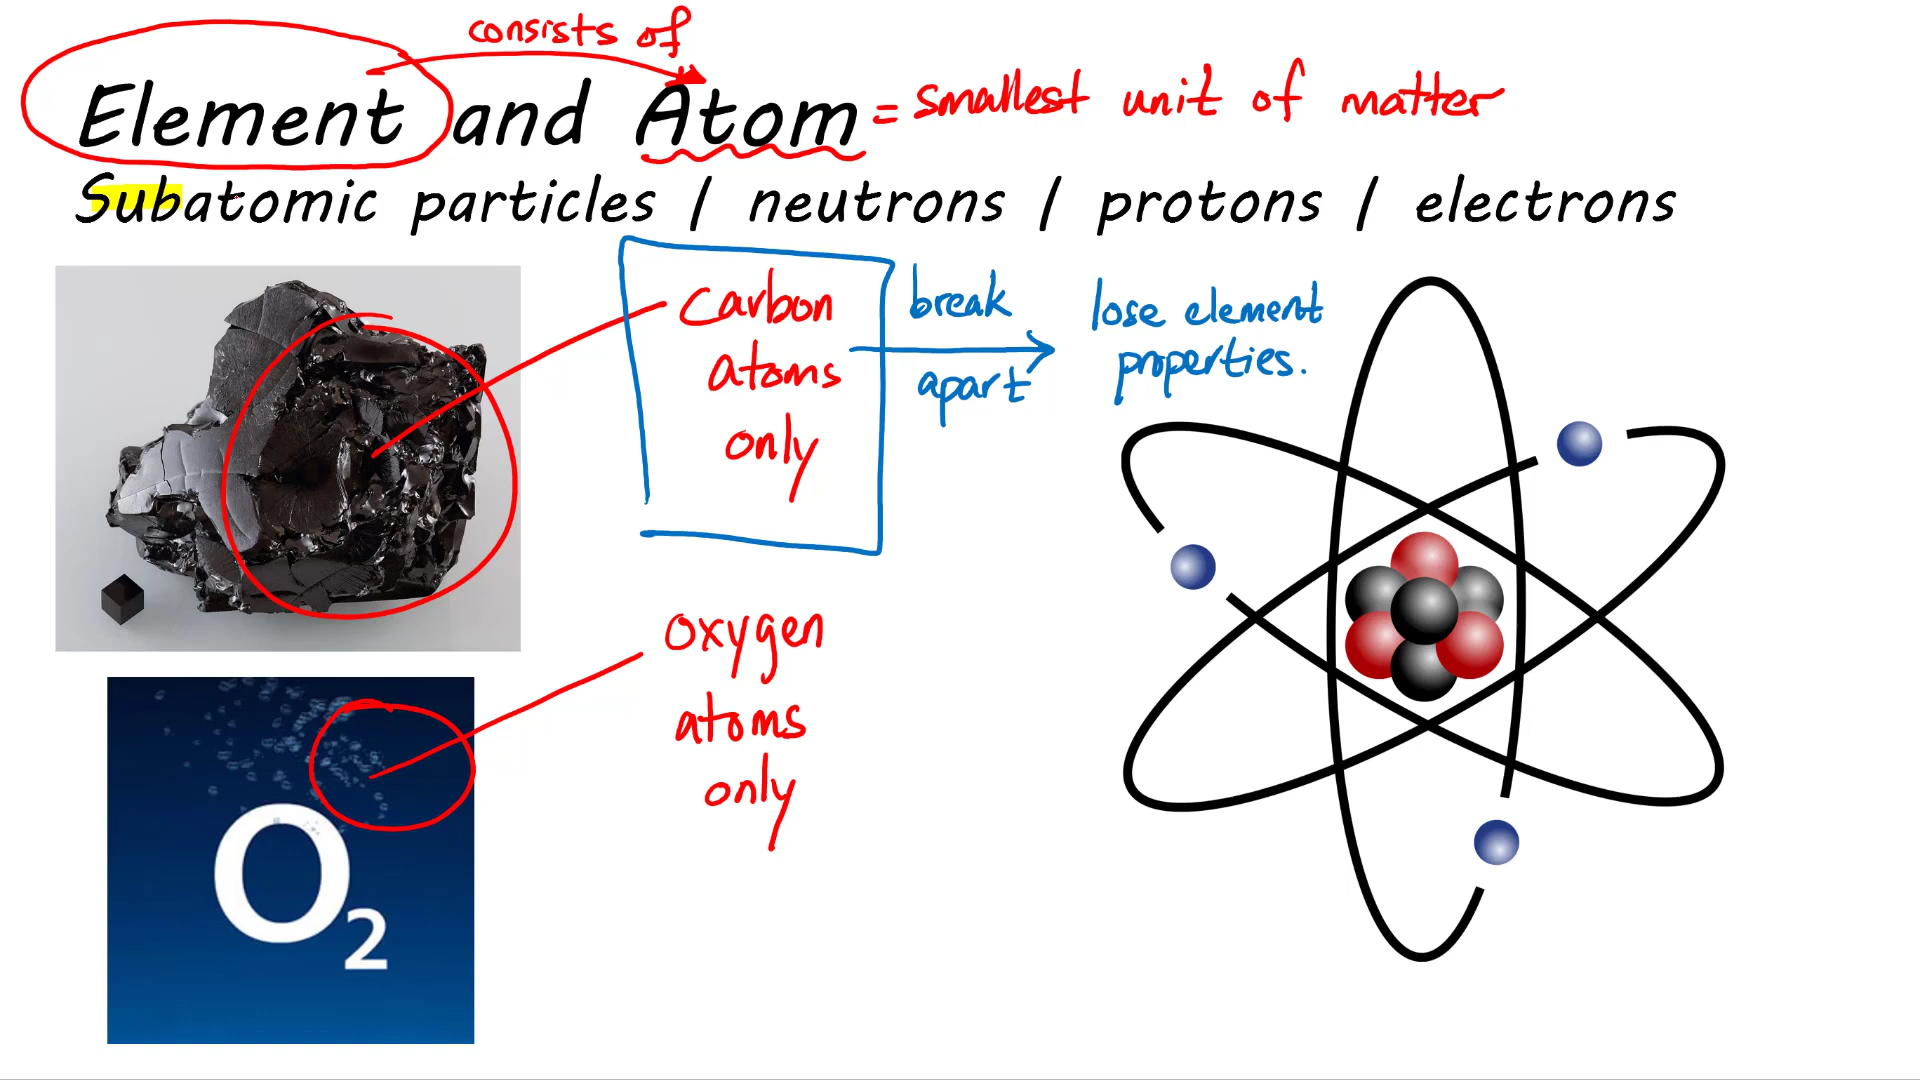 consists of
Element and Atom = smallest unit of matter
Subatomic particles / neutrons / protons / electrons
Carbon
atoms
only
break
apart
lose element
properties.
oxygen
atoms
only
O2